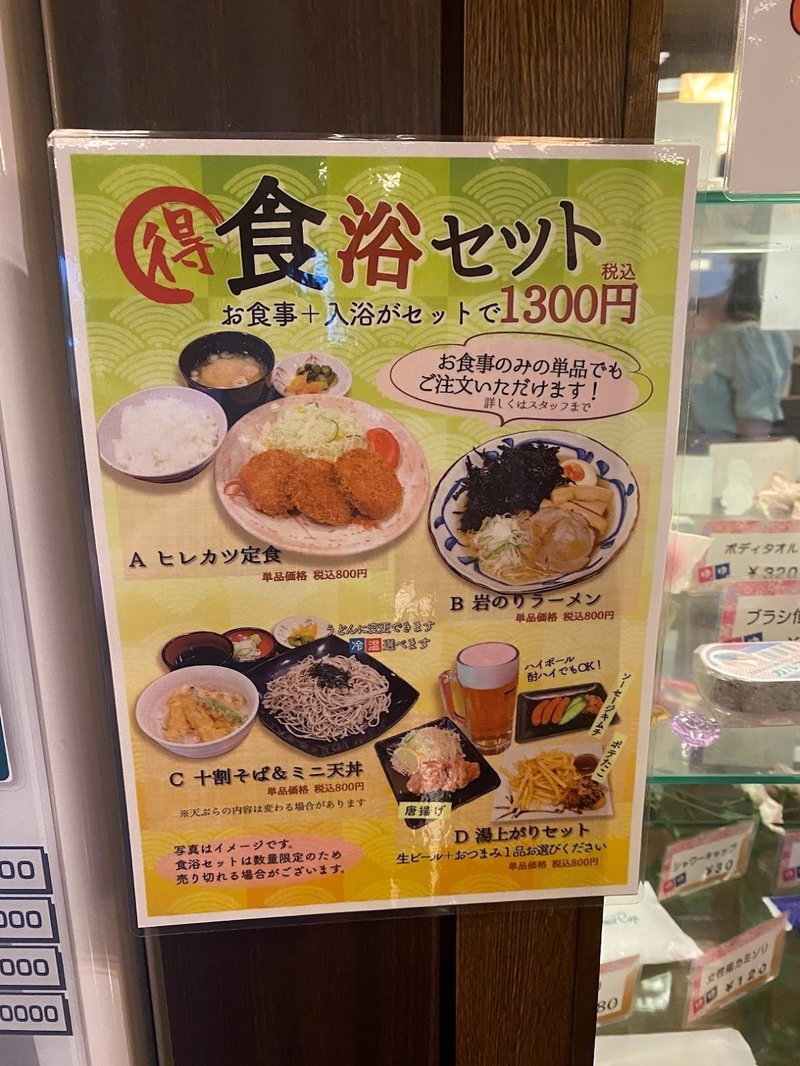 得 食浴セット
税込
お食事＋入浴がセットで1300円
お食事のみの単品でも
ご注文いただけます！
詳しくはスタッフまで
A ヒレカツ定食
単品価格 税込800円
B 岩のりラーメン
単品価格 税込800円
うどんに変更できます
冷 温 選べます
C 十割そば＆ミニ天丼
単品価格 税込800円
※天ぷらの内容は変わる場合があります
ハイボール
酎ハイでもOK！
ソーセージキムチ
ポテたこ
唐揚げ
D 湯上がりセット
生ビール＋おつまみ1品お選びください
単品価格 税込800円
写真はイメージです。
食浴セットは数量限定のため
売り切れる場合がございます。
ボディタオル
ゆ ゆ ￥320
ブラシ
シャワーキャップ
ゆ ゆ ￥30
女性用カミソリ
ゆ ゆ ￥120
80
00
000
000
0000